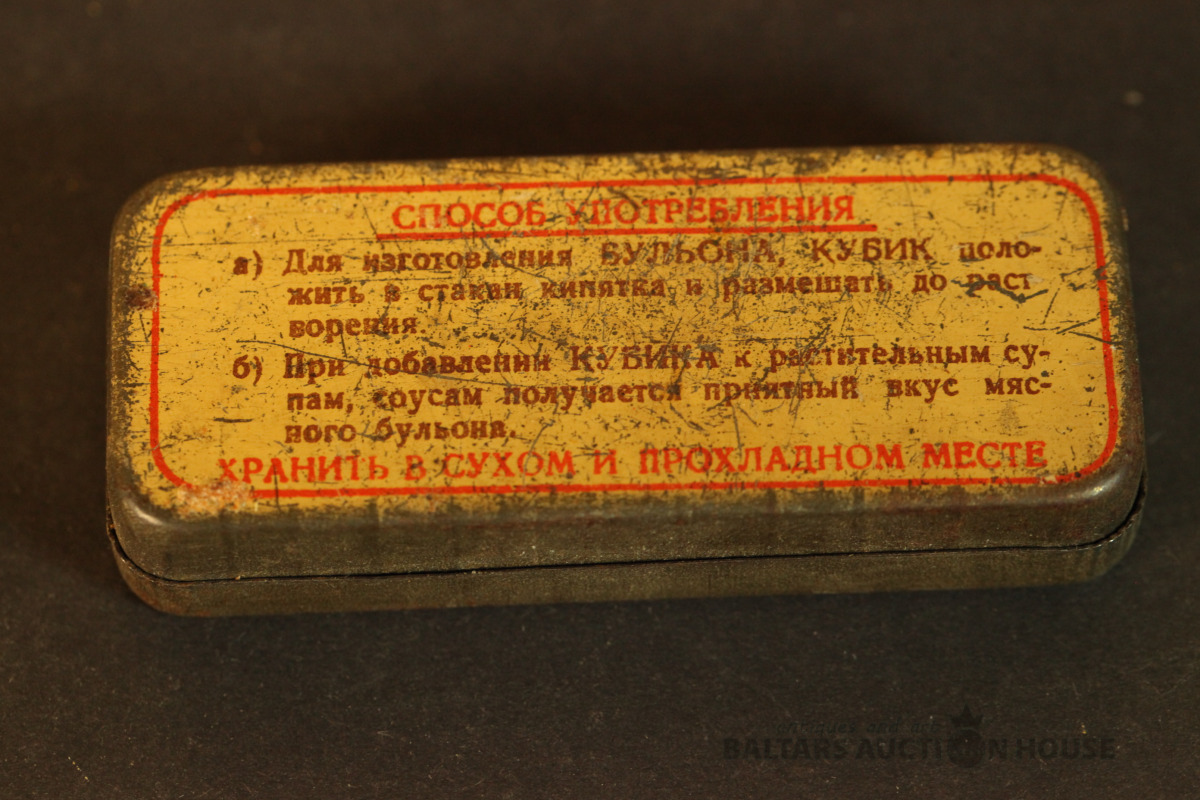 СПОСОБ УПОТРЕБЛЕНИЯ
а) Для изготовления БУЛЬОНА, КУБИК поло-
жить в стакан кипятка и размешать до раст
ворения.
б) При добавлении КУБИКА к растительным су-
пам, соусам получается приятный вкус мяс-
ного бульона.
ХРАНИТЬ В СУХОМ И ПРОХЛАДНОМ МЕСТЕ
BALTARS AUCTION HOUSE